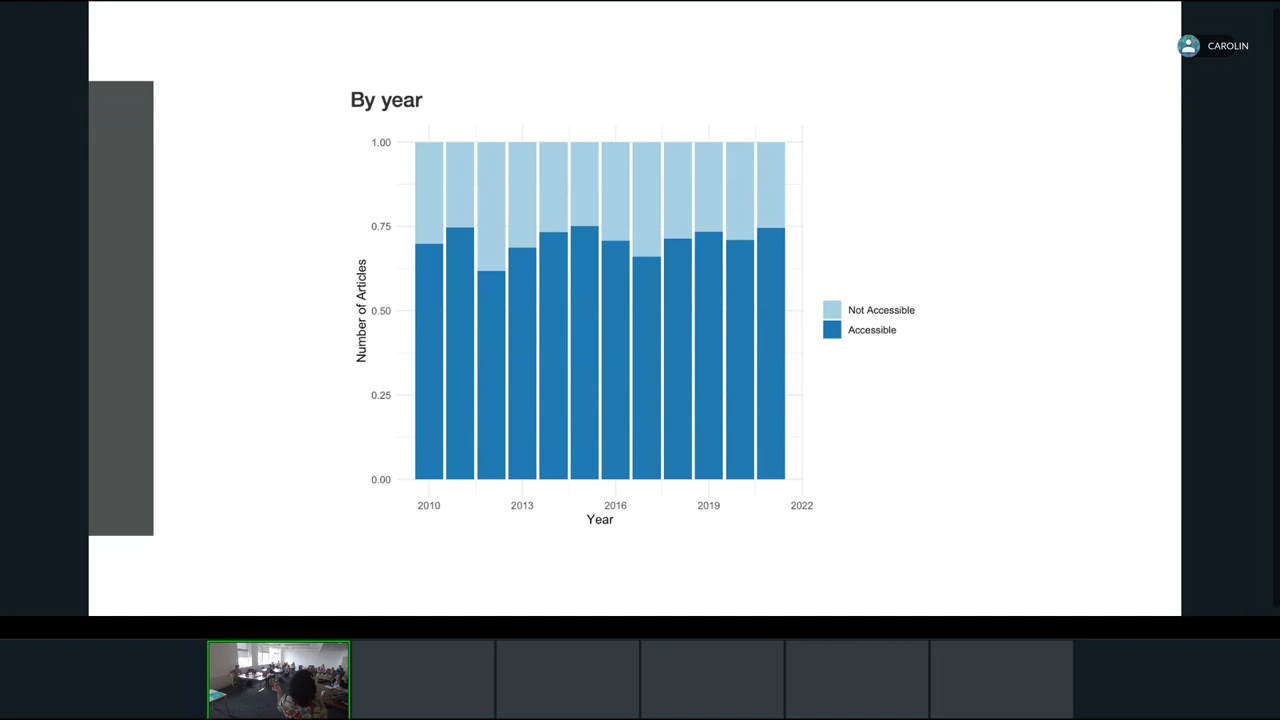 CAROLIN
By year
1.00
0.75
0.50
0.25
0.00
Number of Articles
2010 2013 2016 2019 2022
Year
Not Accessible
Accessible